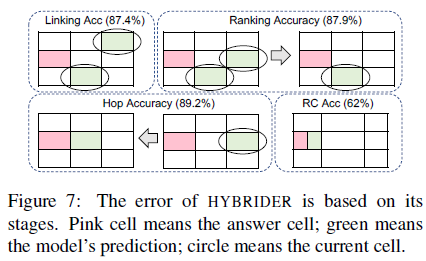 Linking Acc (87.4%)
Ranking Accuracy (87.9%)
Hop Accuracy (89.2%)
RC Acc (62%)
Figure 7: The error of HYBRIDER is based on its
stages. Pink cell means the answer cell; green means
the model's prediction; circle means the current cell.